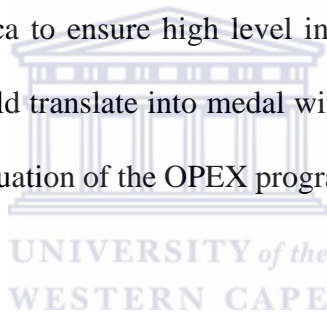 ca to ensure high level in
ld translate into medal wi
uation of the OPEX progra
UNIVERSITY of the
WESTERN CAPE